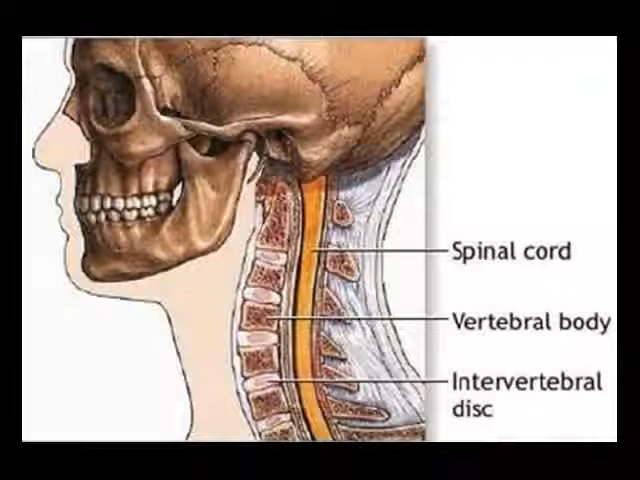 Spinal cord
Vertebral body
Intervertebral
disc